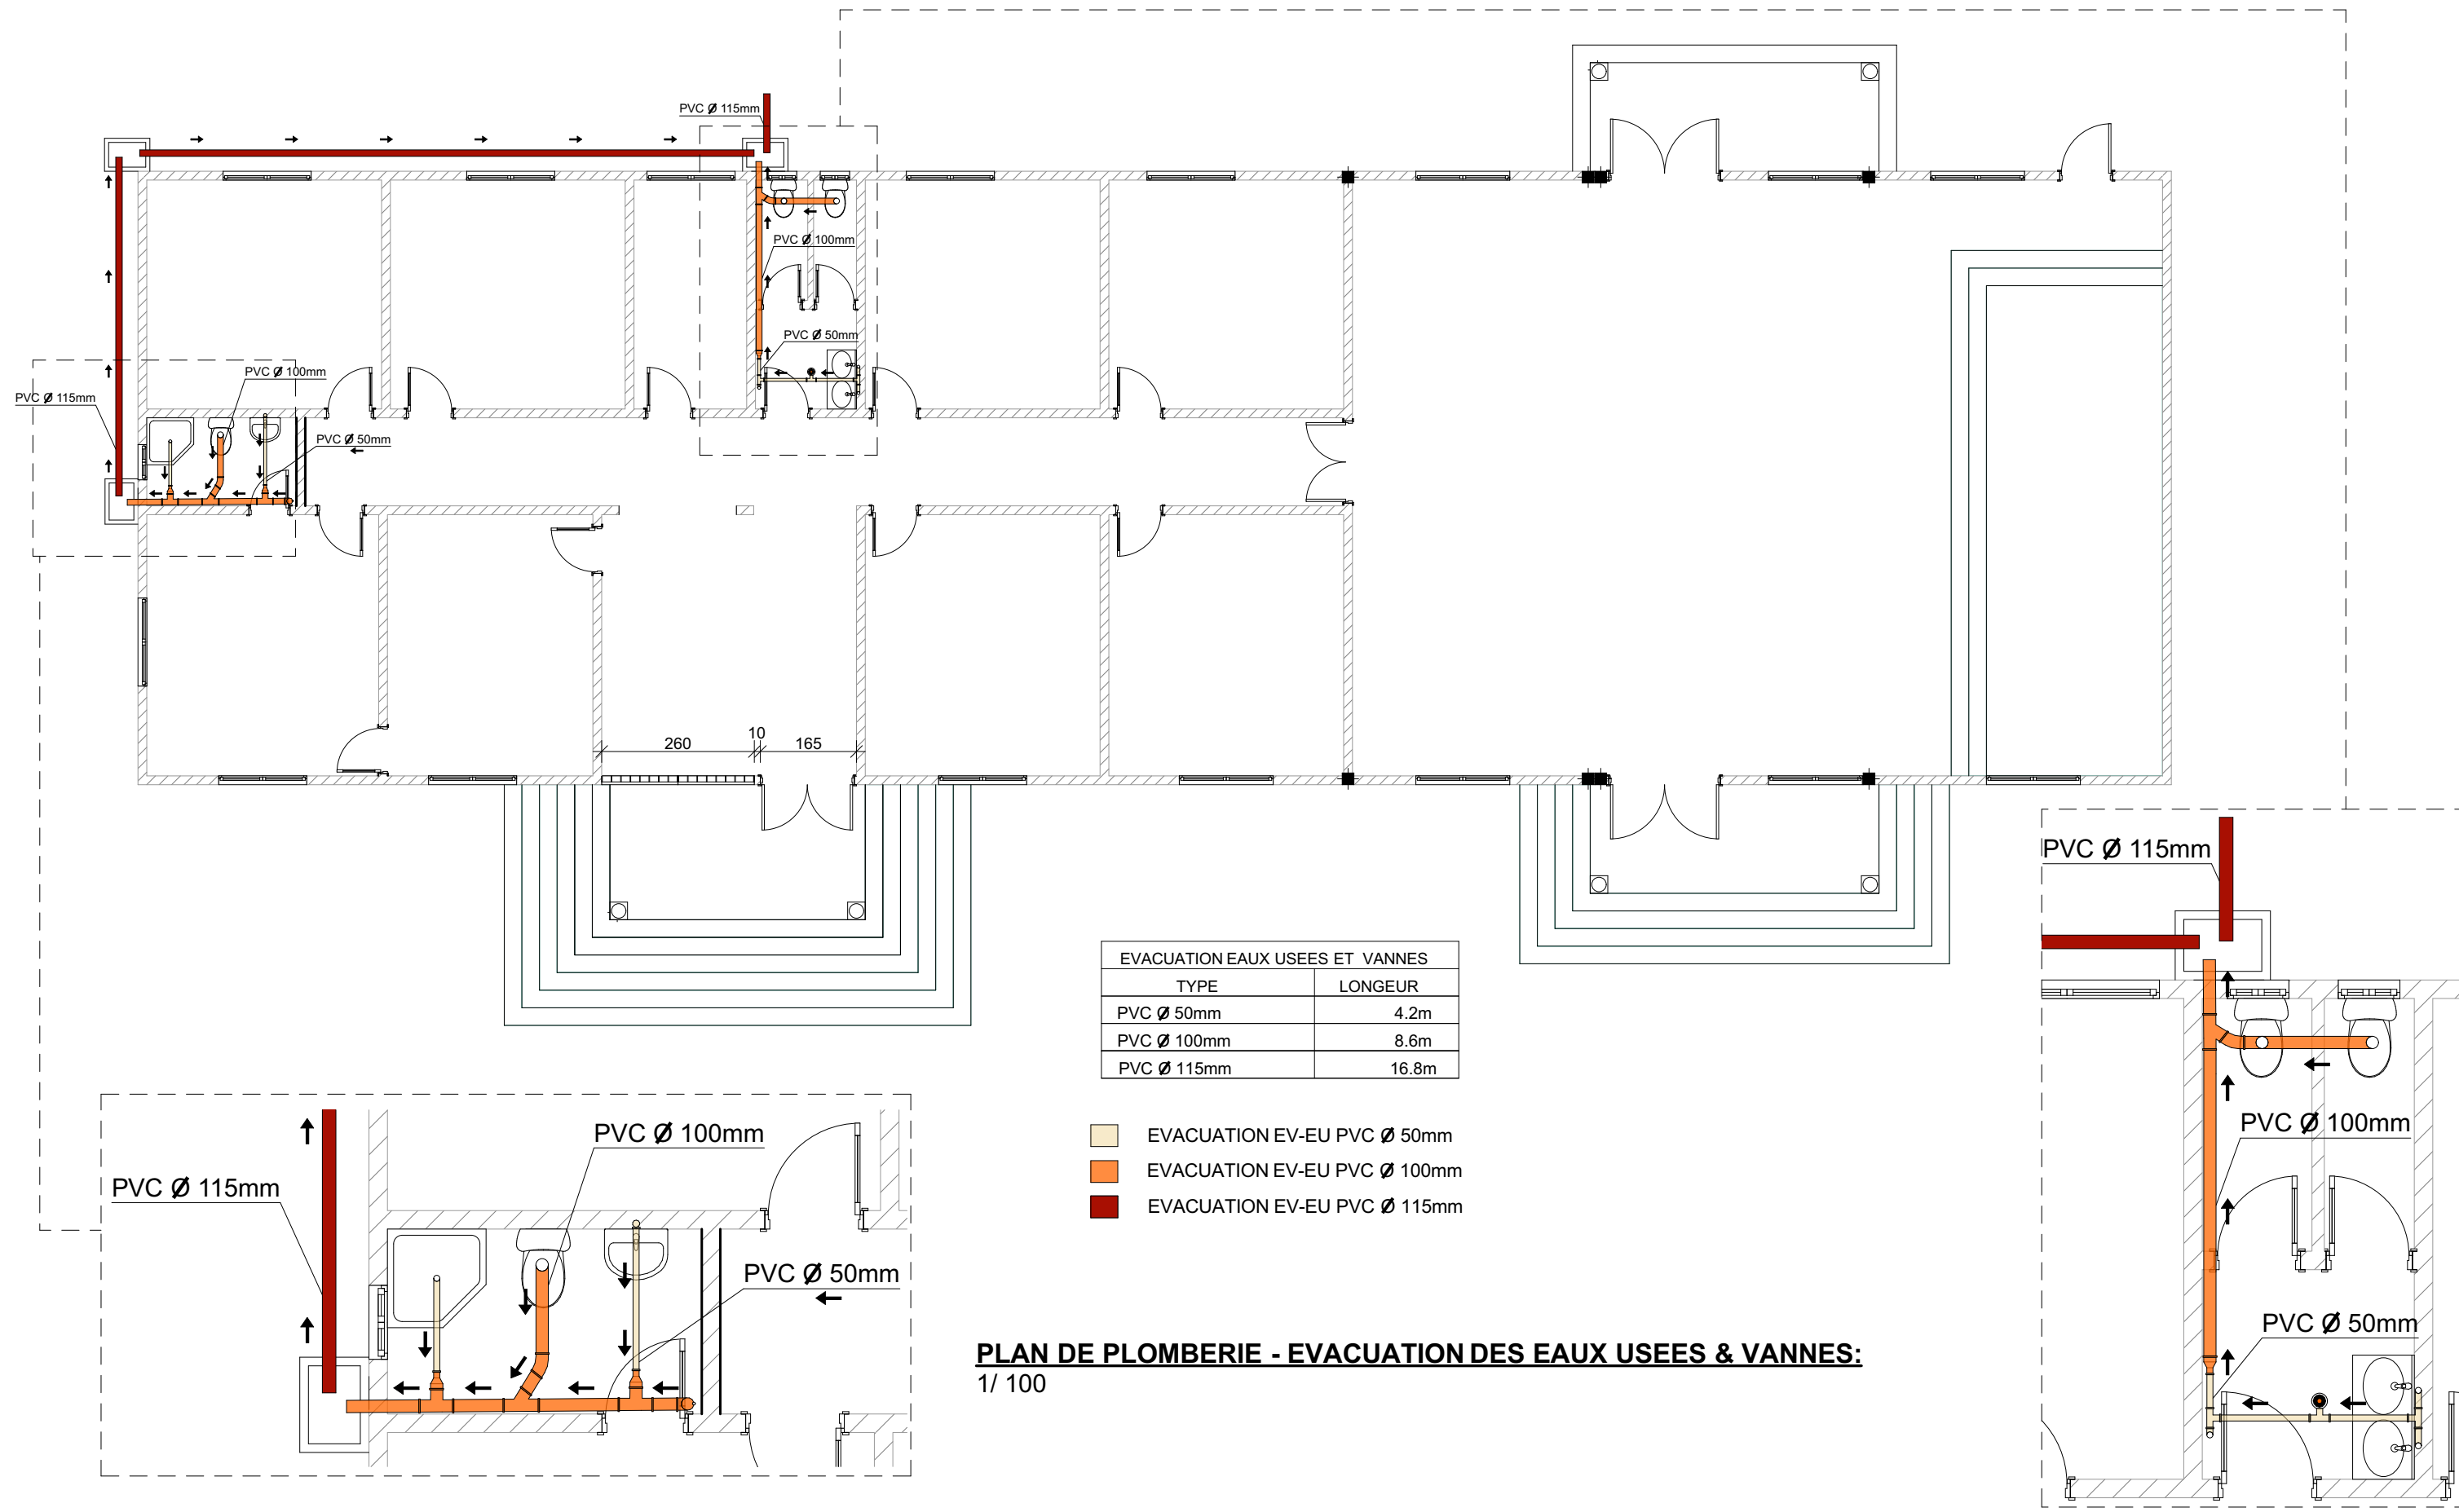 PVC Ø 115mm
PVC Ø 100mm
PVC Ø 50mm
PVC Ø 100mm
PVC Ø 115mm
PVC Ø 50mm
260
10
165
PVC Ø 115mm
EVACUATION EAUX USEES ET VANNES
TYPE LONGEUR
PVC Ø 50mm 4.2m
PVC Ø 100mm 8.6m
PVC Ø 115mm 16.8m
EVACUATION EV-EU PVC Ø 50mm
EVACUATION EV-EU PVC Ø 100mm
EVACUATION EV-EU PVC Ø 115mm
PVC Ø 100mm
PVC Ø 115mm
PVC Ø 50mm
PVC Ø 100mm
PVC Ø 50mm
PLAN DE PLOMBERIE - EVACUATION DES EAUX USEES & VANNES:
1/ 100